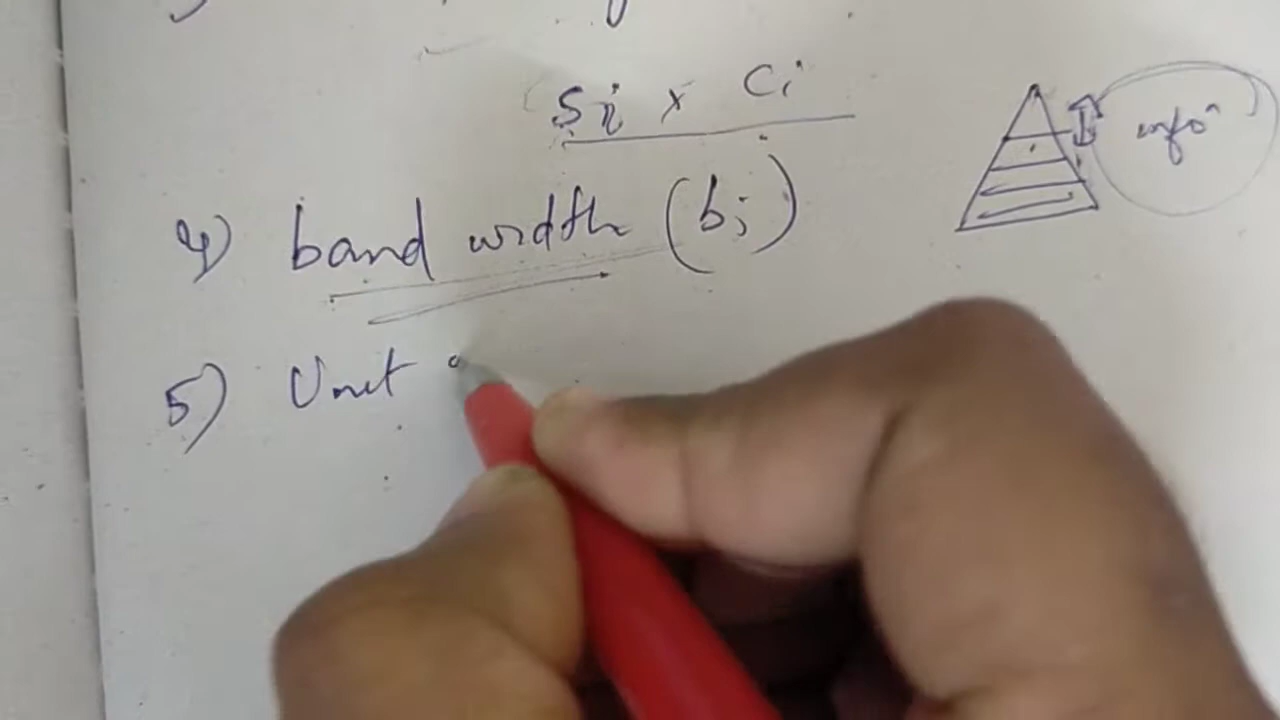 Si x Ci
4) band width (bi)
info^
5) Unit o